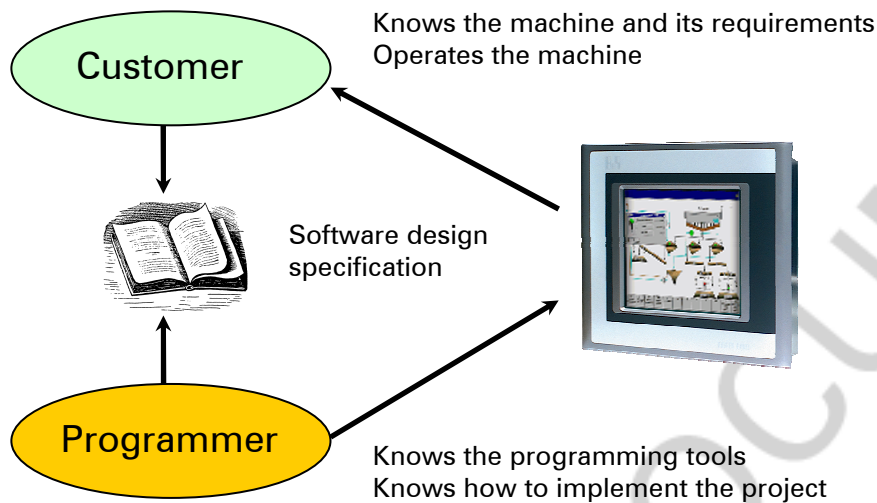 Knows the machine and its requirements
Operates the machine
Customer
Software design
specification
Programmer
Knows the programming tools
Knows how to implement the project